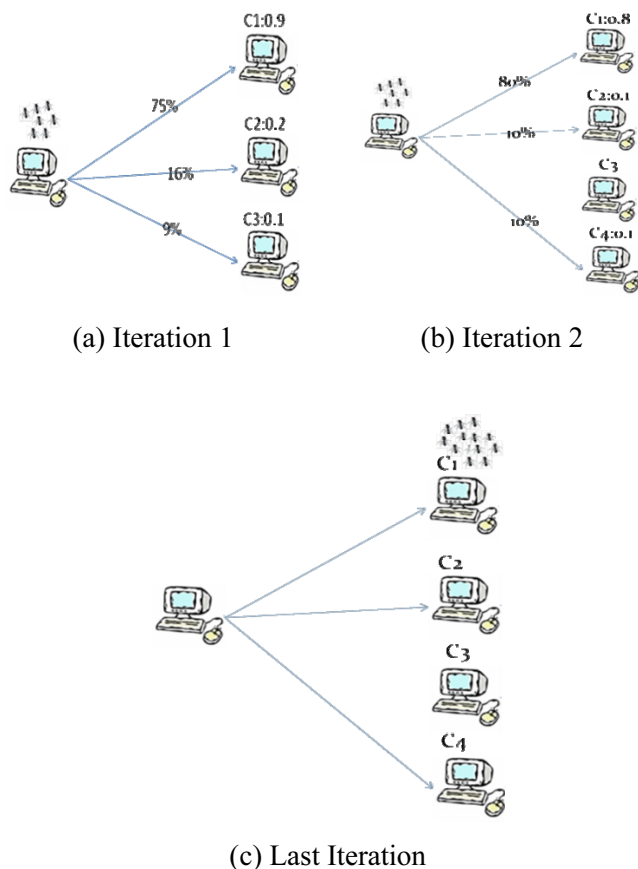 C1:0.9
75%
C2:0.2
16%
C3:0.1
9%
(a) Iteration 1
C1:0.8
80%
C2:0.1
10%
C3
10%
C4:0.1
(b) Iteration 2
C1
C2
C3
C4
(c) Last Iteration